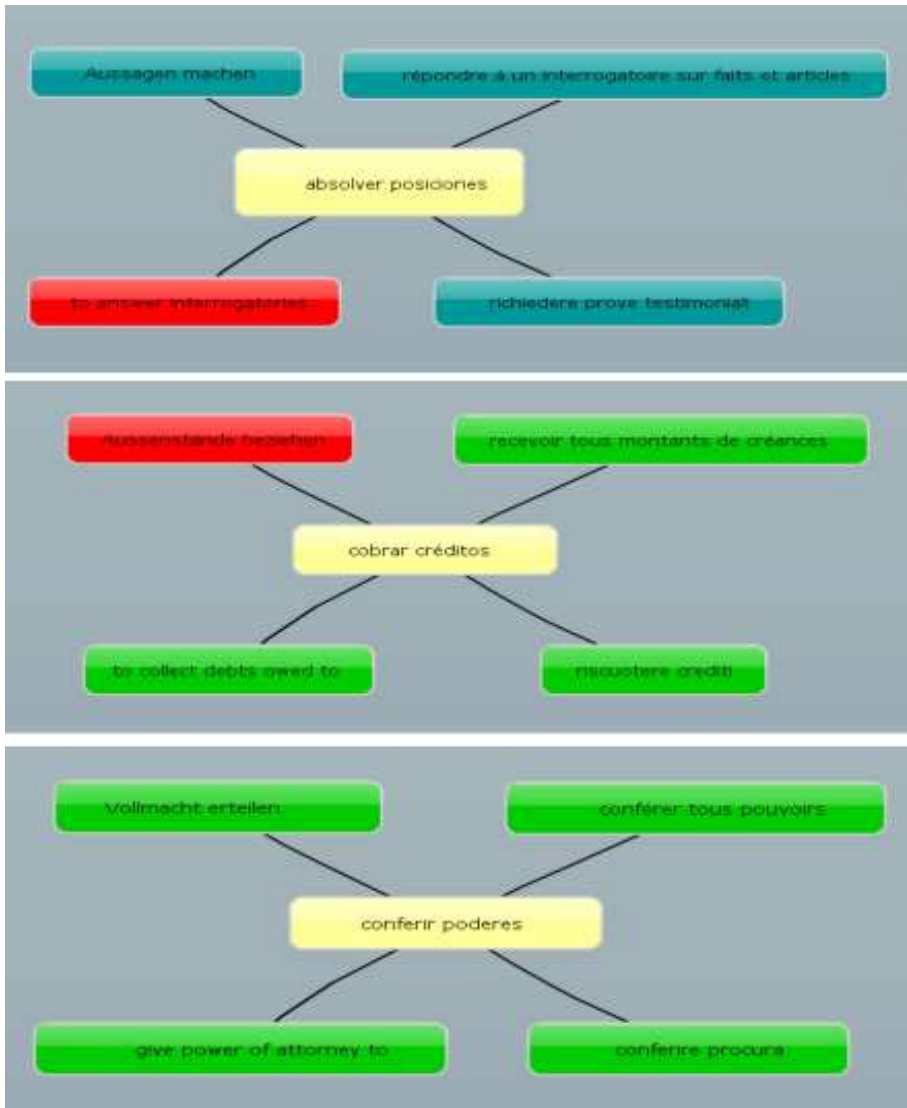 Aussagen machen
répondre à un interrogatoire sur faits et articles
absolver posiciones
to answer interrogatories
richiedere prove testimoniali
Aussenstände beziehen
recevoir tous montants de créances
cobrar créditos
to collect debts owed to
riscuotere crediti
Vollmacht erteilen
conférer tous pouvoirs
conferir poderes
give power of attorney to
conferire procura